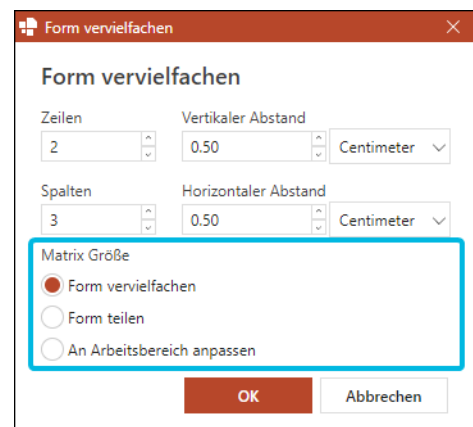 Form vervielfachen
Form vervielfachen
Zeilen Vertikaler Abstand
2 0.50 Centimeter
Spalten Horizontaler Abstand
3 0.50 Centimeter
Matrix Größe
Form vervielfachen
Form teilen
An Arbeitsbereich anpassen
OK Abbrechen